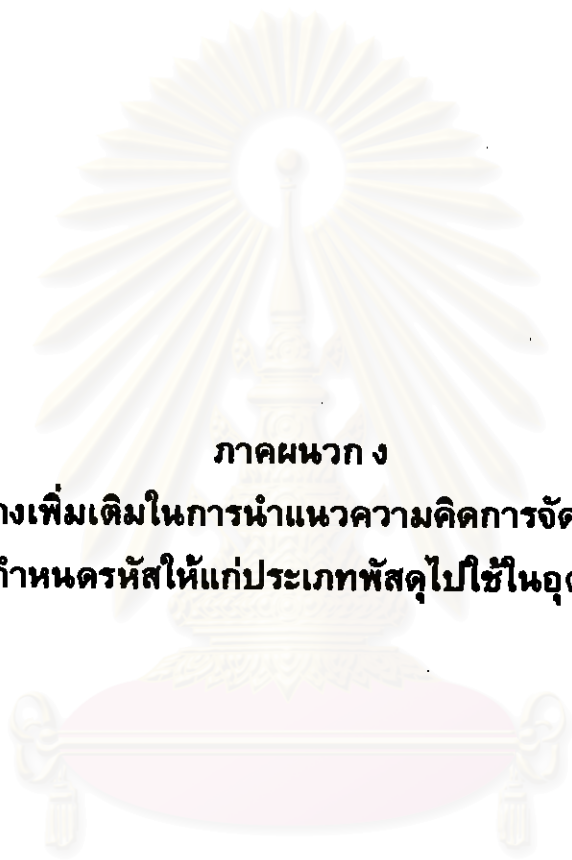 ภาคผนวก ง
างเพิ่มเติมในการนำแนวความคิดการจัด
กำหนดรหัสให้แก่ประเภทพัสดุไปใช้ในอุ